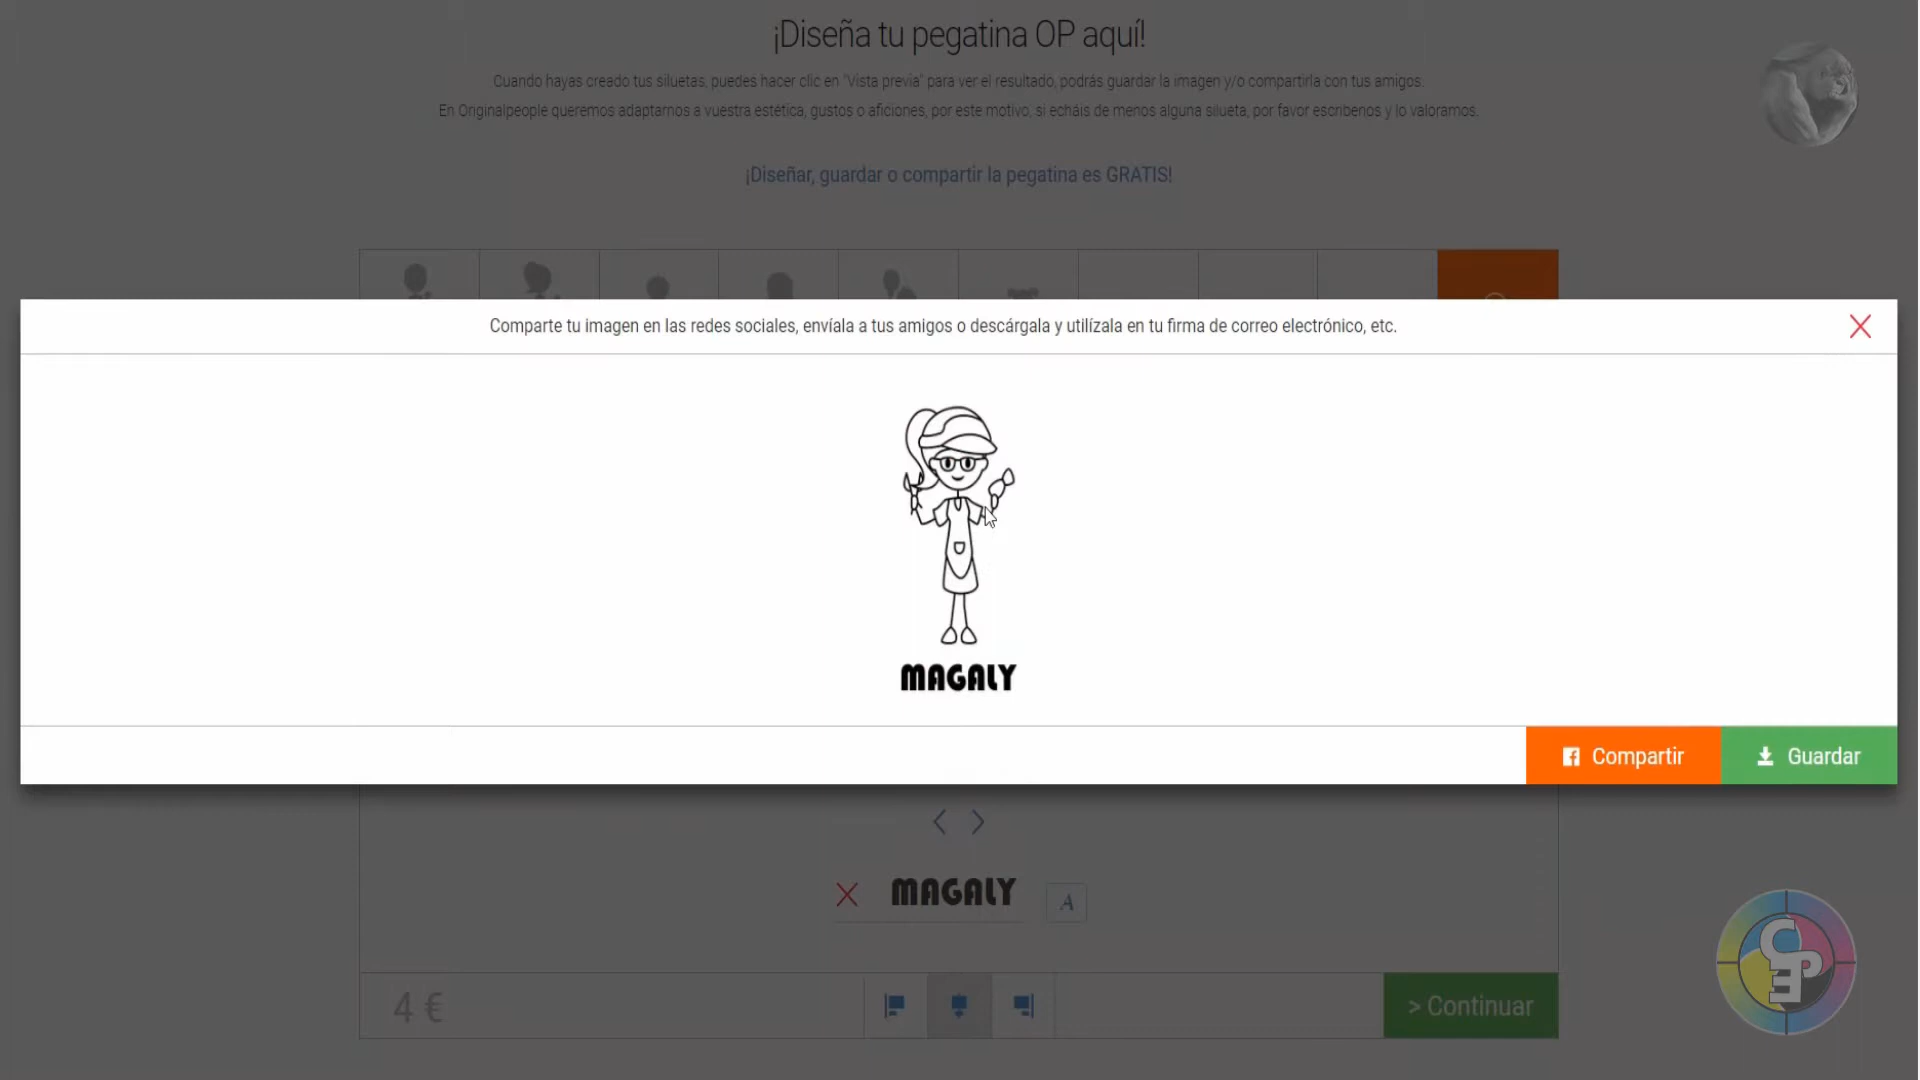 ¡Diseña tu pegatina OP aquí!
Cuando hayas creado tus siluetas, puedes hacer clic en "Vista previa" para ver el resultado, podrás guardar la imagen y/o compartirla con tus amigos.
En Originalpeople queremos adaptarnos a vuestra estética, gustos o aficiones, por este motivo, si echáis de menos alguna silueta, por favor escribenos y lo valoramos.
¡Diseñar, guardar o compartir la pegatina es GRATIS!
Comparte tu imagen en las redes sociales, envíala a tus amigos o descárgala y utilízala en tu firma de correo electrónico, etc.
MAGALY
Compartir
Guardar
MAGALY
A
4 €
> Continuar
CPE